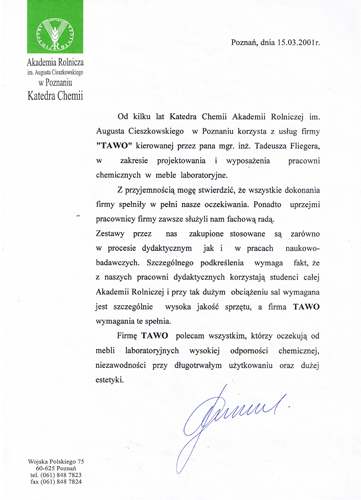 Poznań, dnia 15.03.2001r.
Akademia Rolnicza
im. Augusta Cieszkowskiego
w Poznaniu
Katedra Chemii
Od kilku lat Katedra Chemii Akademii Rolniczej im.
Augusta Cieszkowskiego w Poznaniu korzysta z usług firmy
"TAWO" kierowanej przez pana mgr. inż. Tadeusza Fliegera,
w zakresie projektowania i wyposażenia pracowni
chemicznych w meble laboratoryjne.
Z przyjemnością mogę stwierdzić, że wszystkie dokonania
firmy spełniły w pełni nasze oczekiwania. Ponadto uprzejmi
pracownicy firmy zawsze służyli nam fachową radą.
Zestawy przez nas zakupione stosowane są zarówno
w procesie dydaktycznym jak i w pracach naukowo-
badawczych. Szczególnego podkreślenia wymaga fakt, że
z naszych pracowni dydaktycznych korzystają studenci całej
Akademii Rolniczej i przy tak dużym obciążeniu sal wymagana
jest szczególnie wysoka jakość sprzętu, a firma TAWO
wymagania te spełnia.
Firmę TAWO polecam wszystkim, którzy oczekują od
mebli laboratoryjnych wysokiej odporności chemicznej,
niezawodności przy długotrwałym użytkowaniu oraz dużej
estetyki.
Wojska Polskiego 75
60-625 Poznań
tel. (061) 848 7823
fax (061) 848 7824